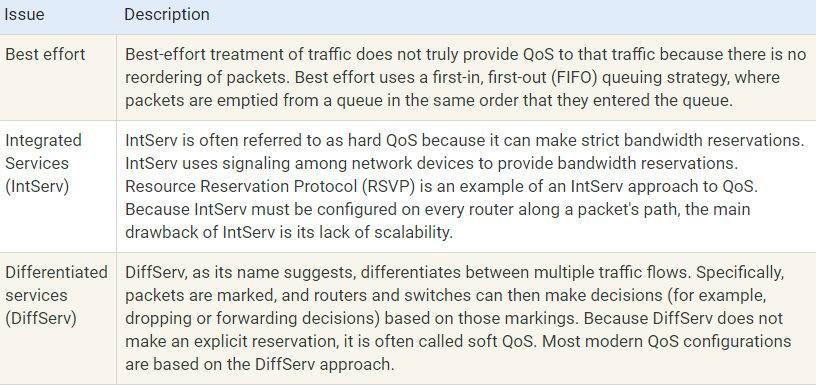 Issue Description
Best effort
Best-effort treatment of traffic does not truly provide QoS to that traffic because there is no
reordering of packets. Best effort uses a first-in, first-out (FIFO) queuing strategy, where
packets are emptied from a queue in the same order that they entered the queue.
Integrated
Services
(IntServ)
IntServ is often referred to as hard QoS because it can make strict bandwidth reservations.
IntServ uses signaling among network devices to provide bandwidth reservations.
Resource Reservation Protocol (RSVP) is an example of an IntServ approach to QoS.
Because IntServ must be configured on every router along a packet's path, the main
drawback of IntServ is its lack of scalability.
Differentiated
services
(DiffServ)
DiffServ, as its name suggests, differentiates between multiple traffic flows. Specifically,
packets are marked, and routers and switches can then make decisions (for example,
dropping or forwarding decisions) based on those markings. Because DiffServ does not
make an explicit reservation, it is often called soft QoS. Most modern QoS configurations
are based on the DiffServ approach.